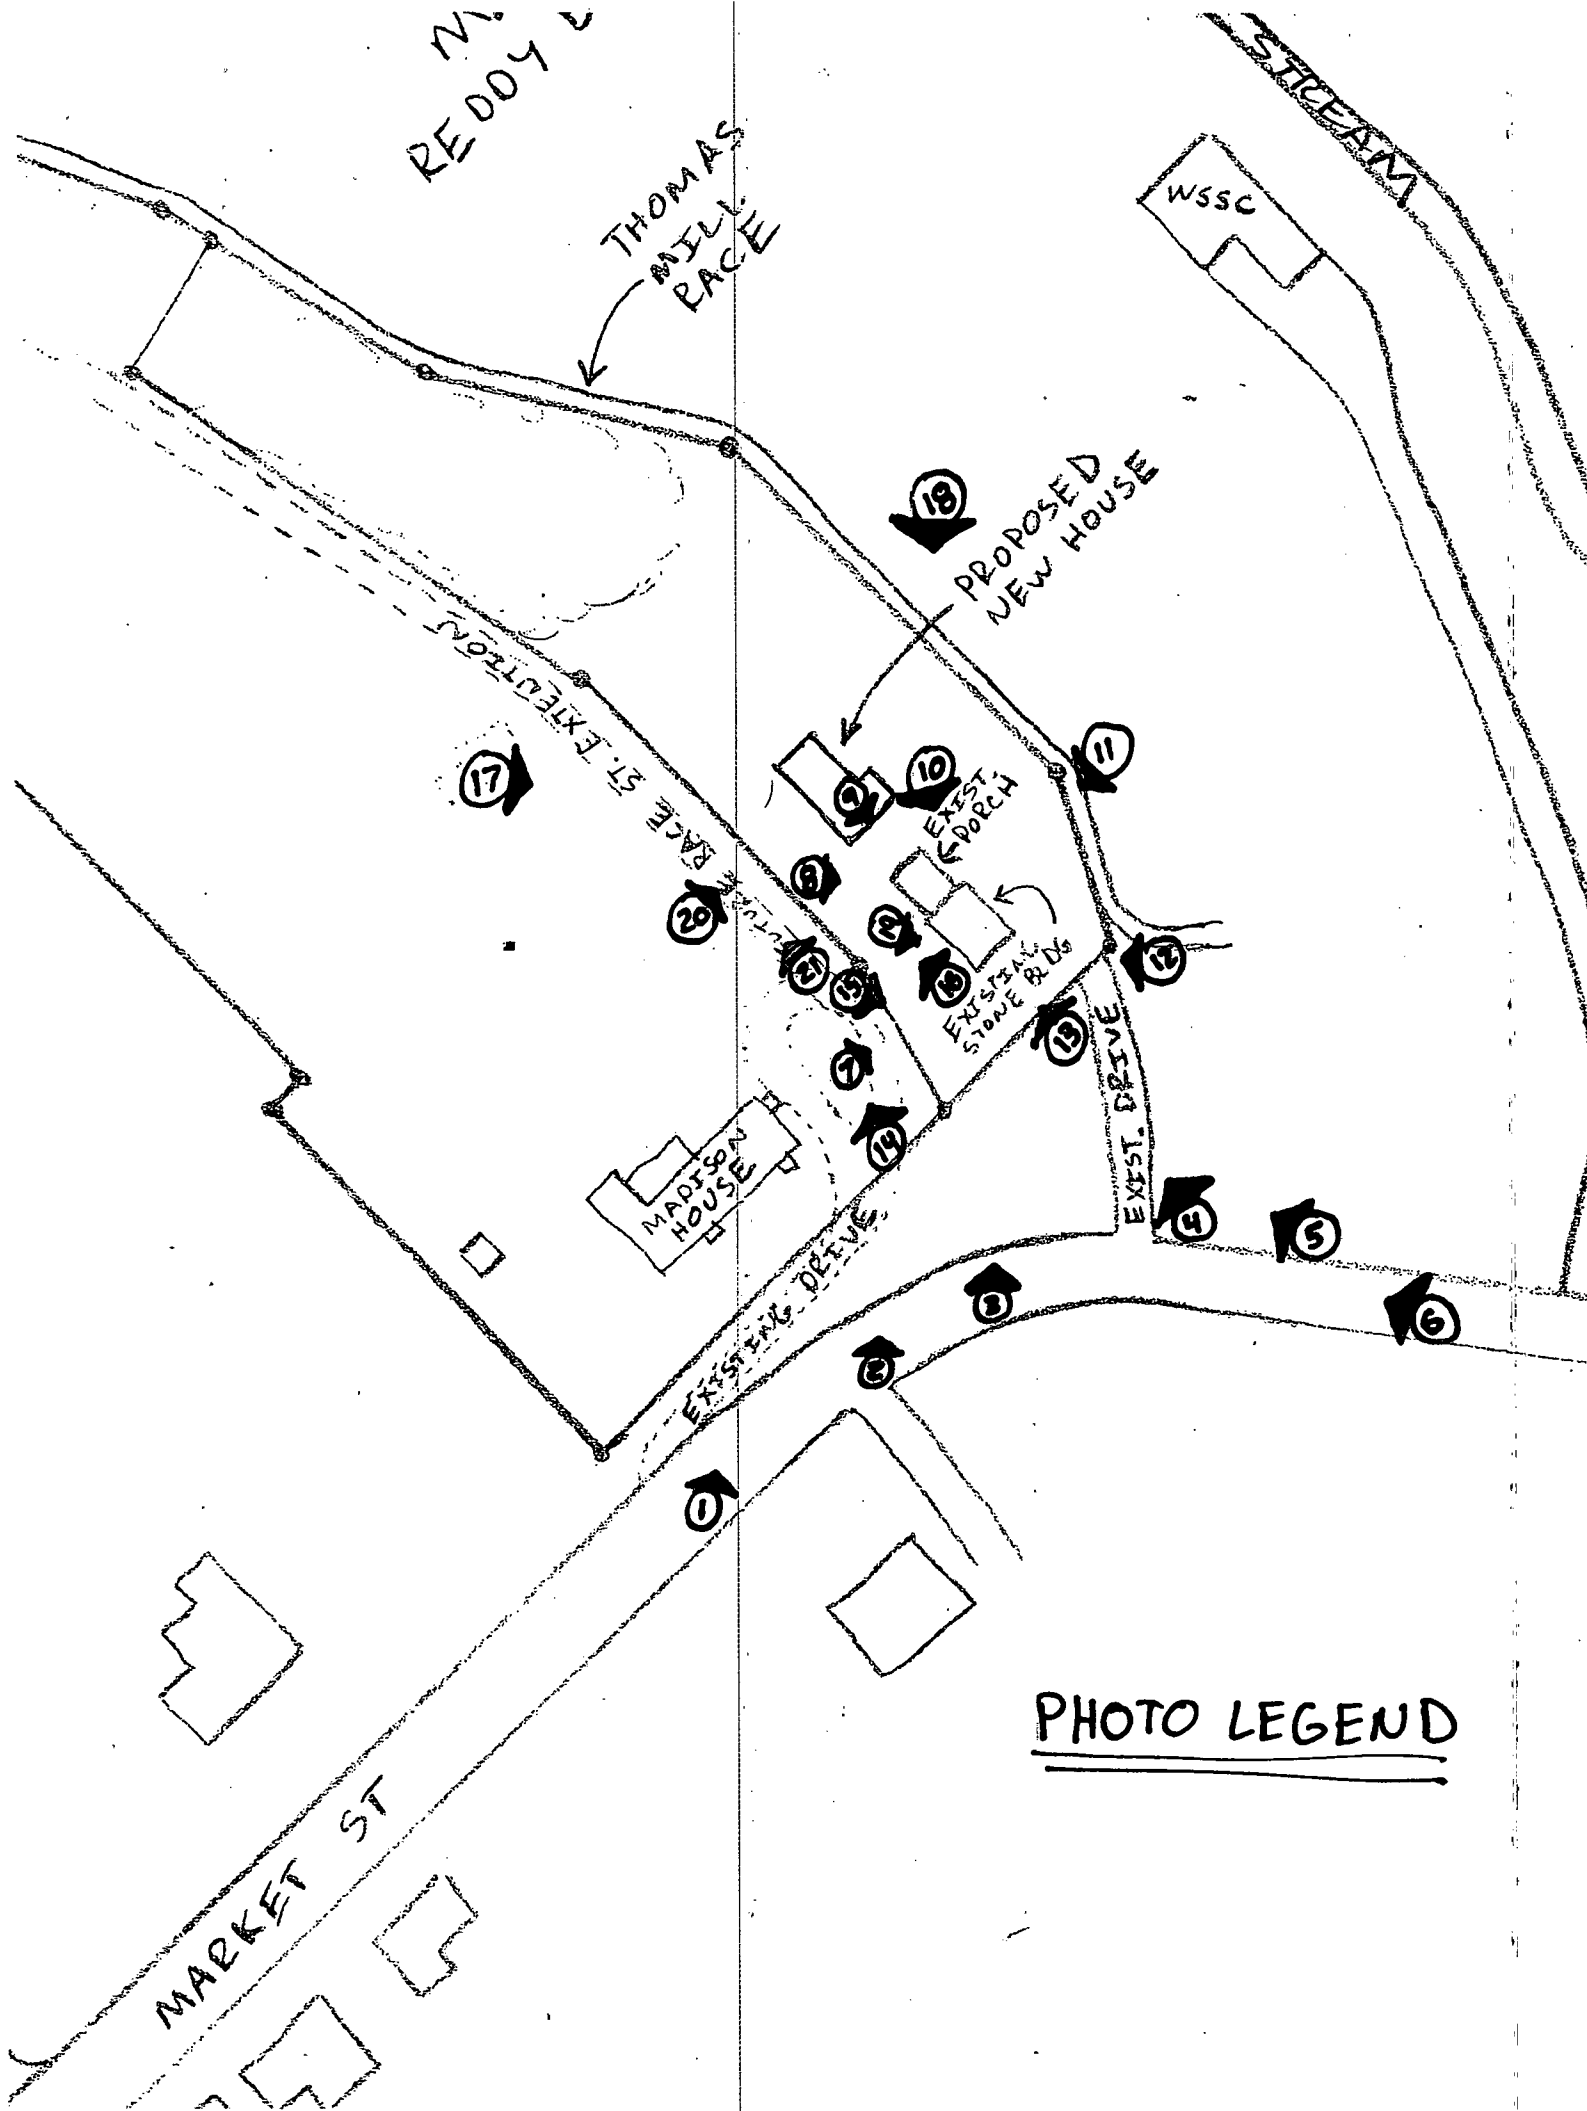 REDDY
STREAM
WSSC
THOMAS
MILL
RACE
18
PROPOSED
NEW HOUSE
RACE ST. EXTENTION
17
10
11
9
EXIST.
PORCH
8
20
19
21
15
16
12
EXISTING
STONE BLDG
13
7
EXIST. DRIVE
14
MADISON
HOUSE
4
5
EXISTING DRIVE
3
6
2
1
PHOTO LEGEND
MARKET ST